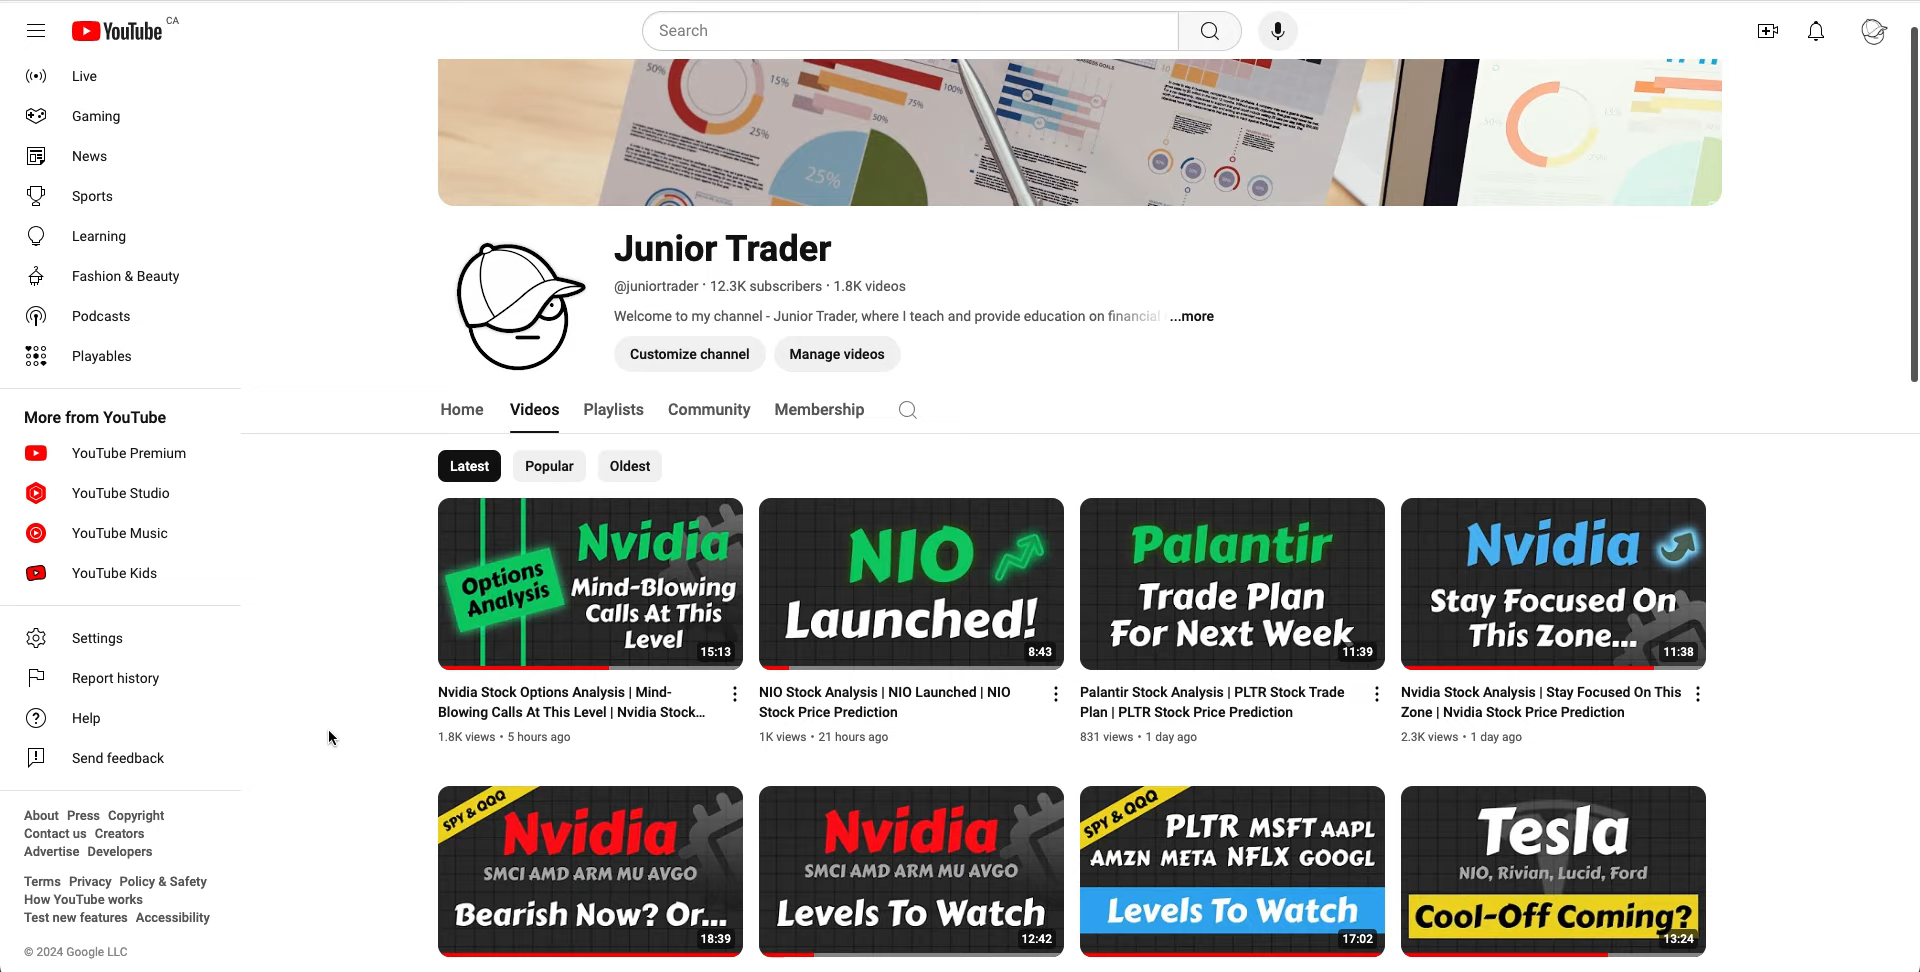 YouTube CA
Search
Live
Gaming
News
Sports
Learning
Fashion & Beauty
Podcasts
Playables
More from YouTube
YouTube Premium
YouTube Studio
YouTube Music
YouTube Kids
Settings
Report history
Help
Send feedback
About Press Copyright
Contact us Creators
Advertise Developers
Terms Privacy Policy & Safety
How YouTube works
Test new features Accessibility
© 2024 Google LLC
50%
15%
100%
75%
50%
25%
25%
Junior Trader
@juniortrader · 12.3K subscribers · 1.8K videos
Welcome to my channel - Junior Trader, where I teach and provide education on financial ...more
Customize channel Manage videos
Home Videos Playlists Community Membership
Latest Popular Oldest
Options
Analysis
Nvidia
Mind-Blowing
Calls At This
Level
15:13
Nvidia Stock Options Analysis | Mind-
Blowing Calls At This Level | Nvidia Stock...
1.8K views • 5 hours ago
NIO
Launched!
8:43
NIO Stock Analysis | NIO Launched | NIO
Stock Price Prediction
1K views • 21 hours ago
Palantir
Trade Plan
For Next Week
11:39
Palantir Stock Analysis | PLTR Stock Trade
Plan | PLTR Stock Price Prediction
831 views • 1 day ago
Nvidia
Stay Focused On
This Zone...
11:38
Nvidia Stock Analysis | Stay Focused On This
Zone | Nvidia Stock Price Prediction
2.3K views • 1 day ago
SPY & QQQ
Nvidia
SMCI AMD ARM MU AVGO
Bearish Now? Or...
18:39
Nvidia
SMCI AMD ARM MU AVGO
Levels To Watch
12:42
SPY & QQQ
PLTR MSFT AAPL
AMZN META NFLX GOOGL
Levels To Watch
17:02
Tesla
NIO, Rivian, Lucid, Ford
Cool-Off Coming?
13:24